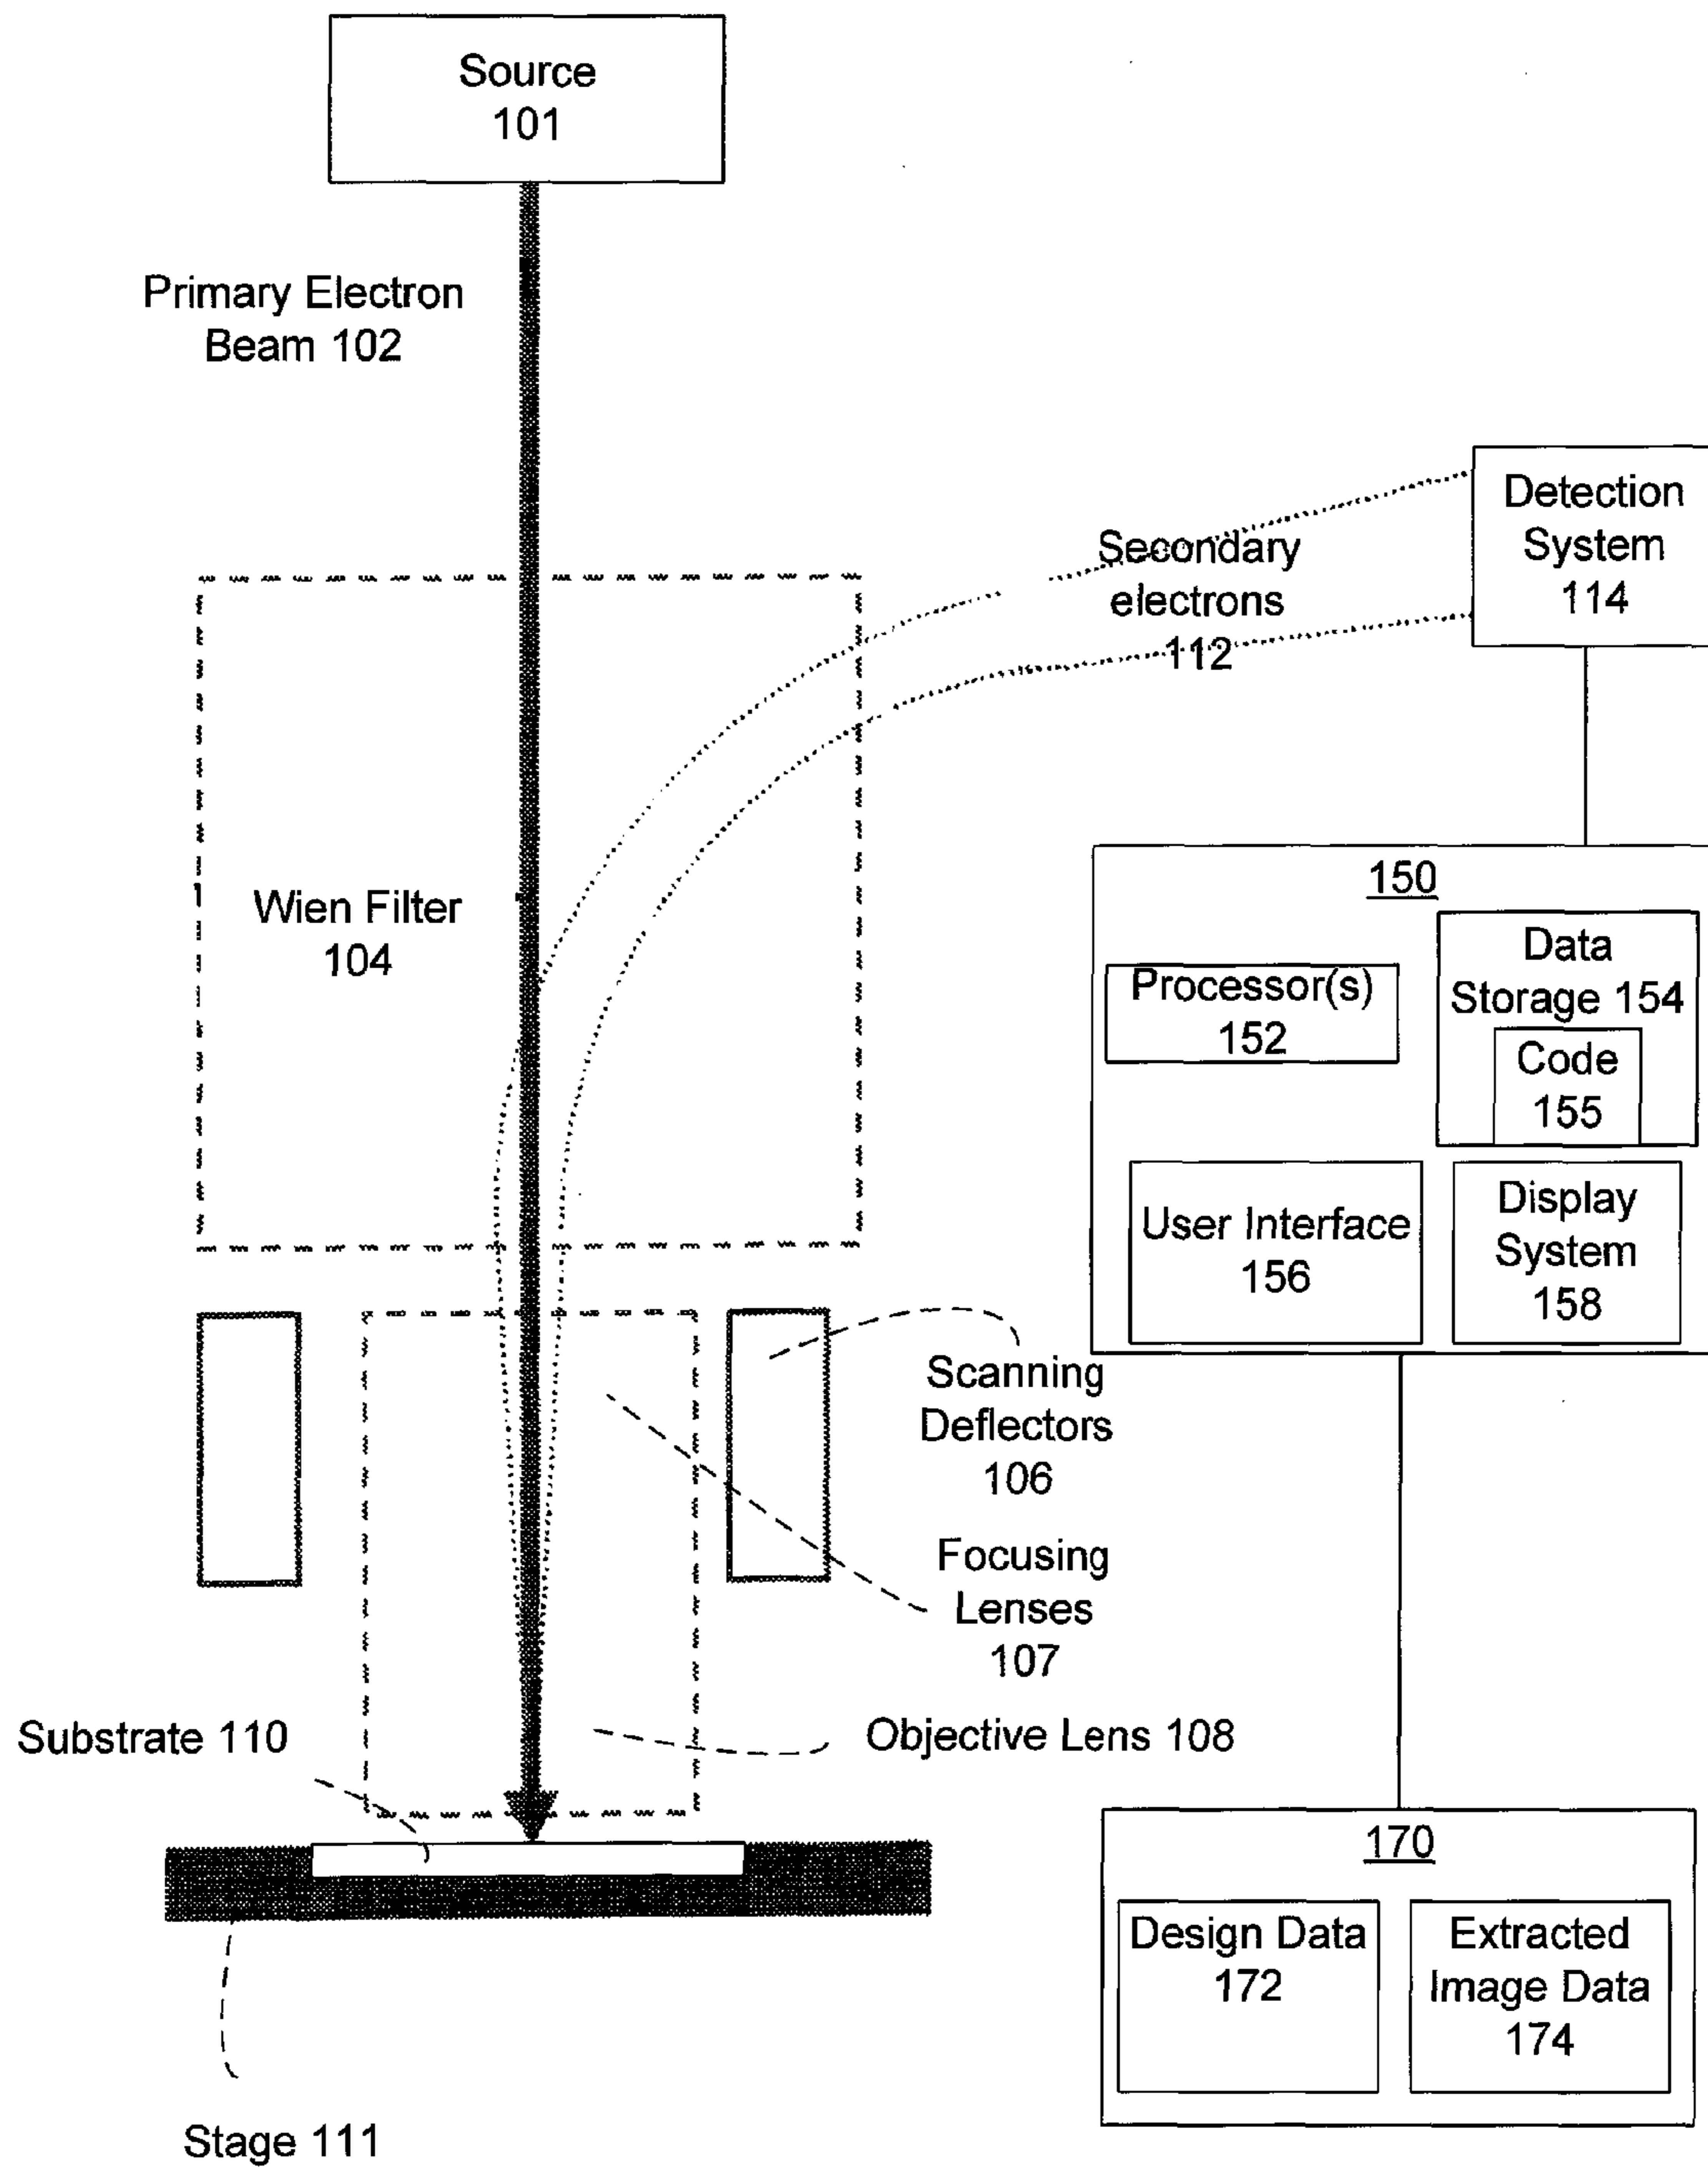 Source
101
Primary Electron
Beam 102
Detection
System
114
Secondary
electrons
112
Wien Filter
104
150
Processor(s)
152
Data
Storage 154
Code
155
User Interface
156
Display
System
158
Scanning
Deflectors
106
Focusing
Lenses
107
Substrate 110
Objective Lens 108
170
Design Data
172
Extracted
Image Data
174
Stage 111